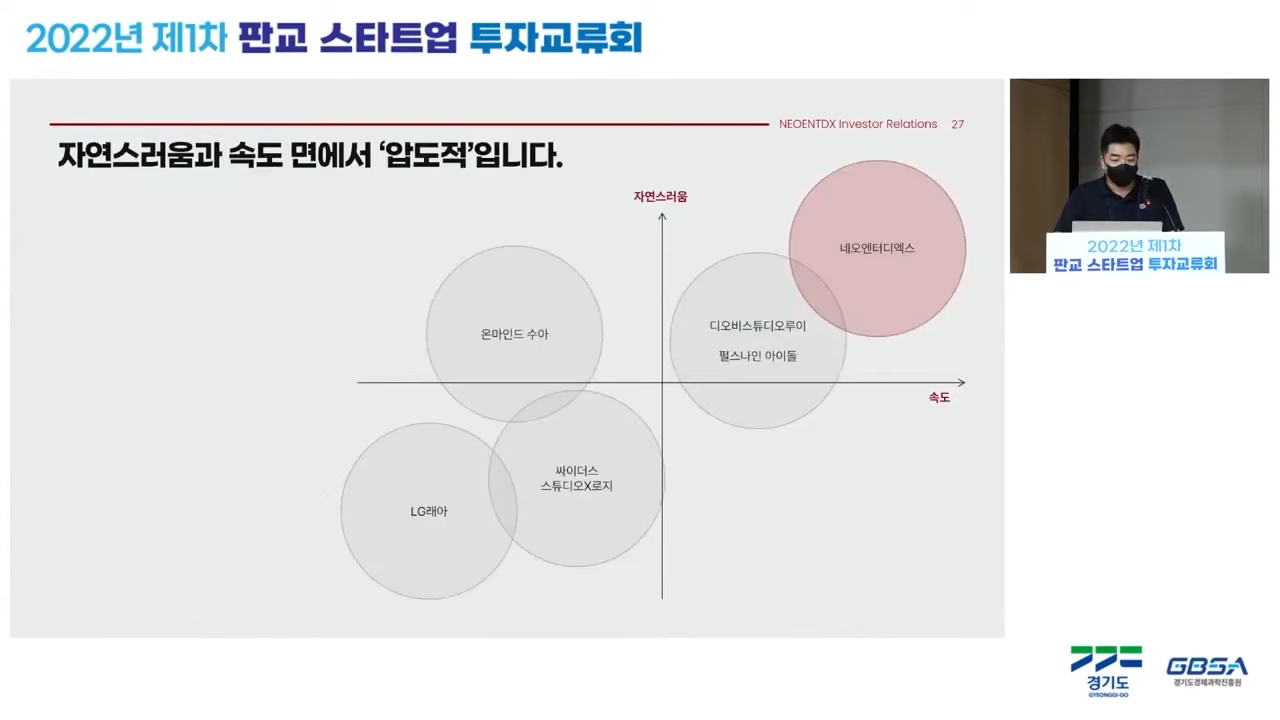 2022년 제1차 판교 스타트업 투자교류회
NEOENTDX Investor Relations 27
자연스러움과 속도 면에서 ‘압도적’입니다.
자연스러움
네오엔터디엑스
디오비스튜디오루이
온마인드 수아
펄스나인 아이돌
속도
싸이더스
스튜디오X로지
LG래아
2022년 제1차
판교 스타트업 투자교류회
경기도
GYEONGGI-DO
GBSA
경기도경제과학진흥원